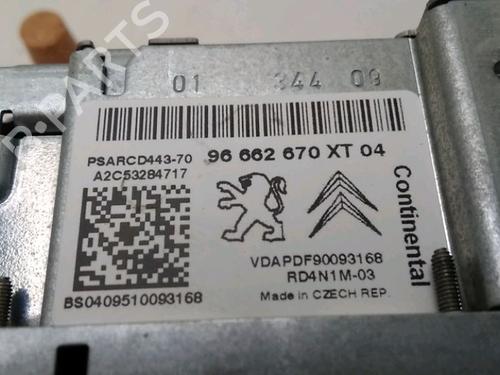 01 344 09
PSARCD443-70 96 662 670 XT 04
A2C53284717
Continental
VDAPDF90093168
RD4N1M-03
BS0409510093168 Made in CZECH REP.
B-PARTS